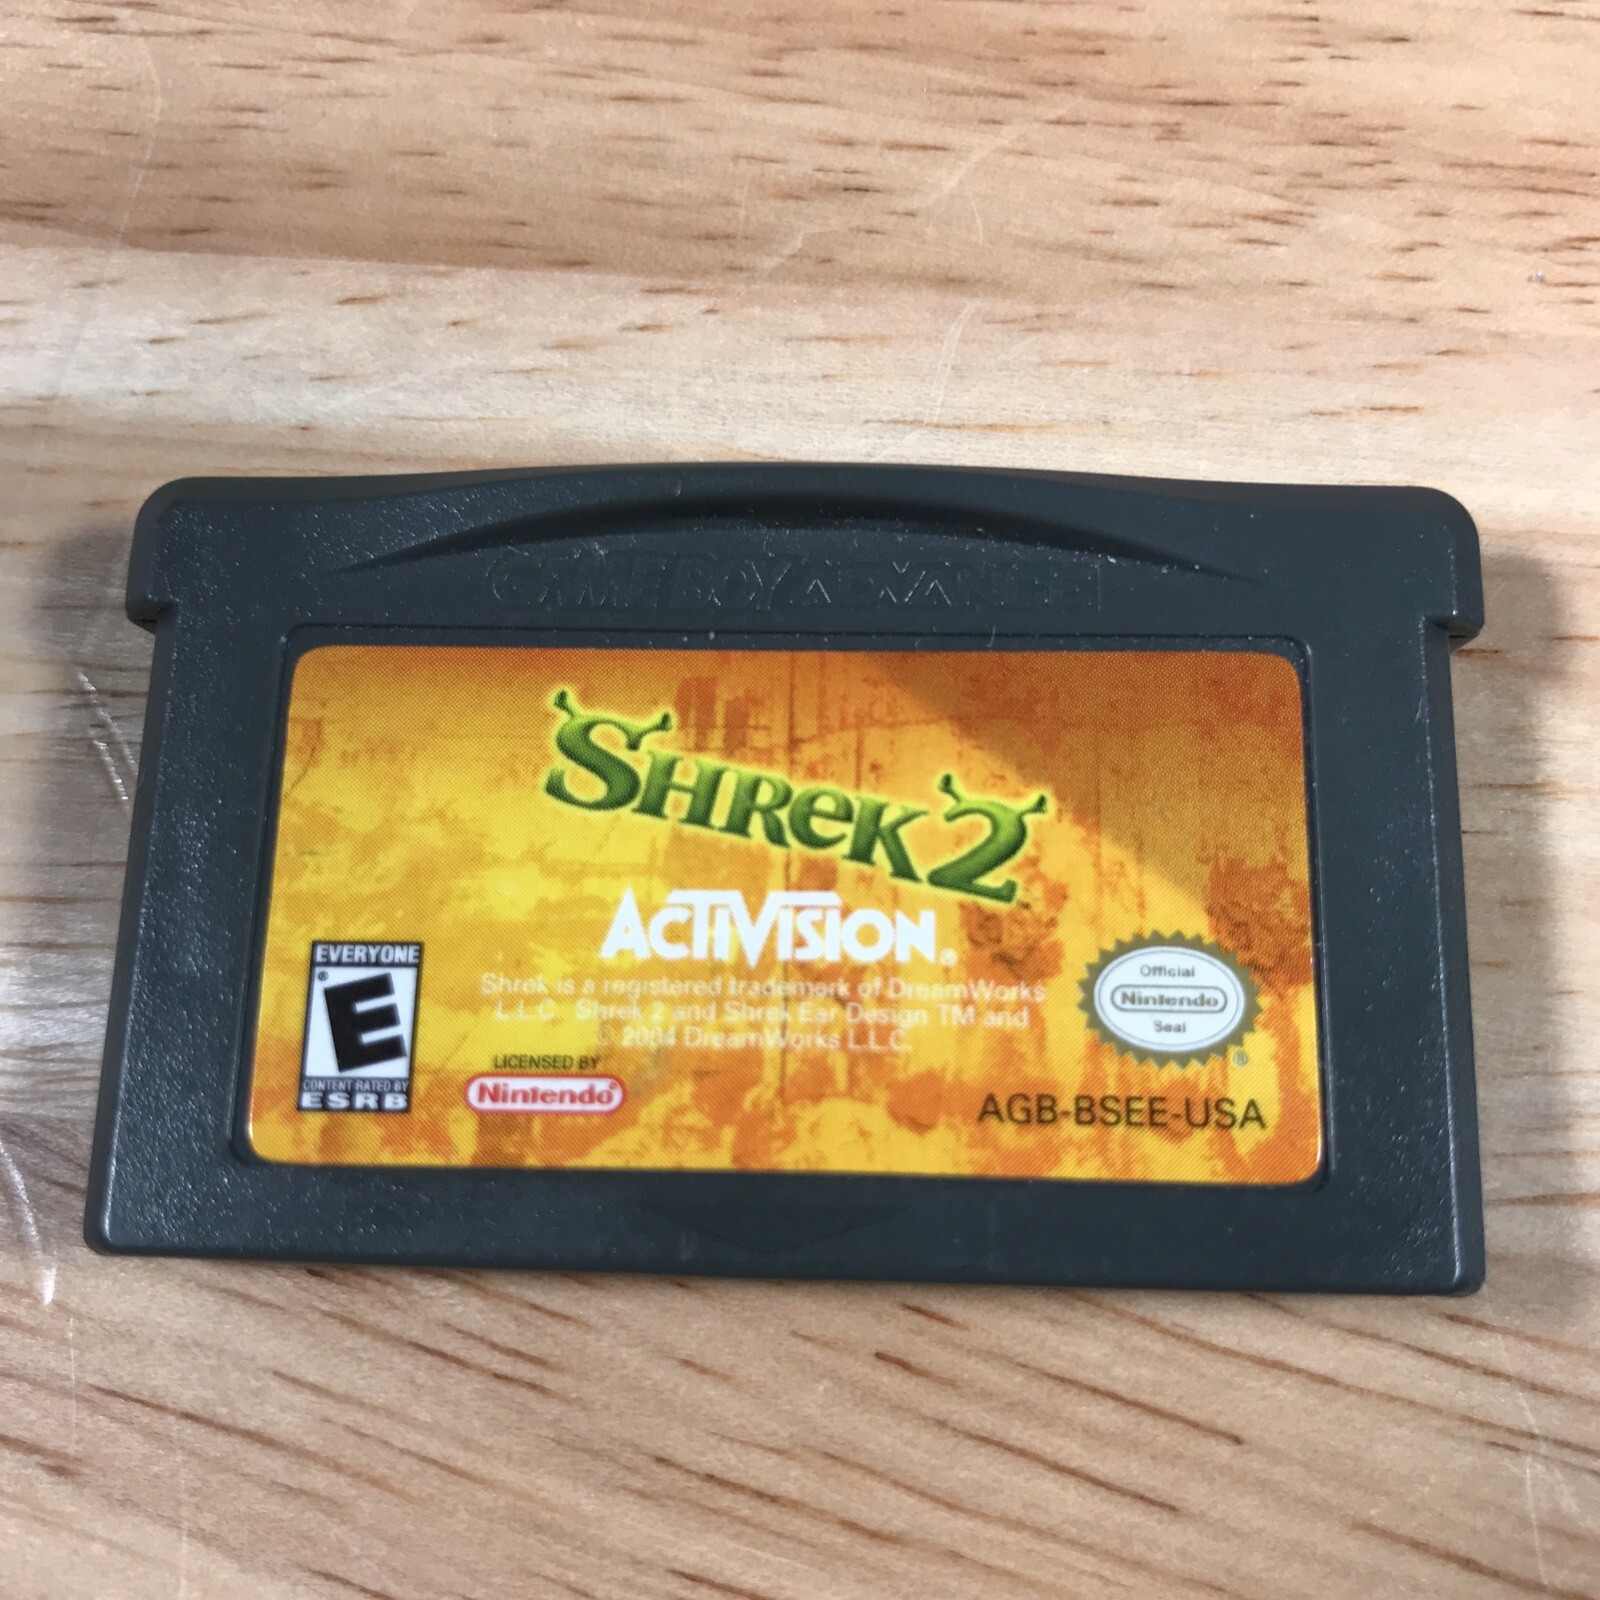 GAME BOY ADVANCE
SHREK 2
ACTIVISION®
Shrek is a registered trademark of DreamWorks
L.L.C. Shrek 2 and Shrek Ear Design TM and
© 2004 DreamWorks L.L.C.
EVERYONE
E
CONTENT RATED BY
ESRB
LICENSED BY
Nintendo®
Official
Nintendo
Seal
®
AGB-BSEE-USA